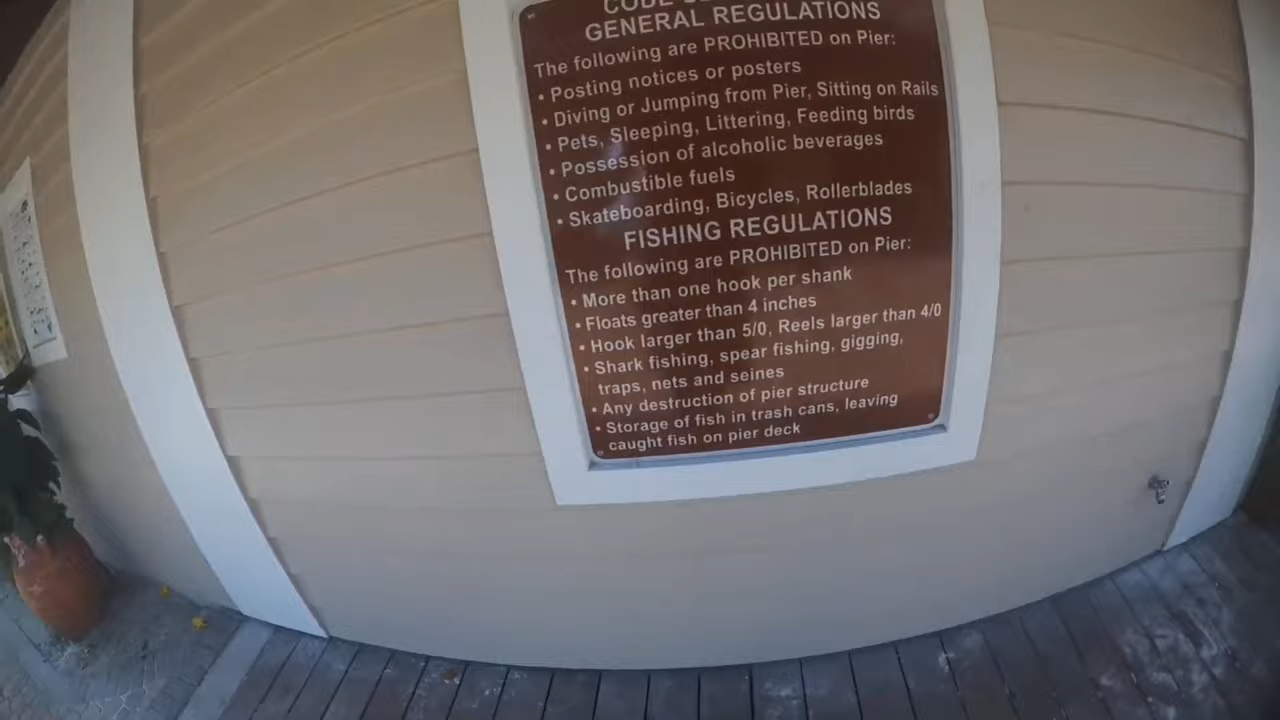 GENERAL REGULATIONS
The following are PROHIBITED on Pier:
• Posting notices or posters
• Diving or Jumping from Pier, Sitting on Rails
• Pets, Sleeping, Littering, Feeding birds
• Possession of alcoholic beverages
• Combustible fuels
• Skateboarding, Bicycles, Rollerblades
FISHING REGULATIONS
The following are PROHIBITED on Pier:
• More than one hook per shank
• Floats greater than 4 inches
• Hook larger than 5/0, Reels larger than 4/0
• Shark fishing, spear fishing, gigging,
traps, nets and seines
• Any destruction of pier structure
• Storage of fish in trash cans, leaving
caught fish on pier deck